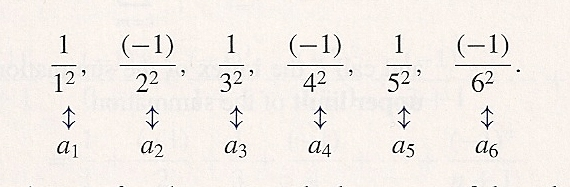 1/1², (-1)/2², 1/3², (-1)/4², 1/5², (-1)/6².
↕ ↕ ↕ ↕ ↕ ↕
a₁ a₂ a₃ a₄ a₅ a₆